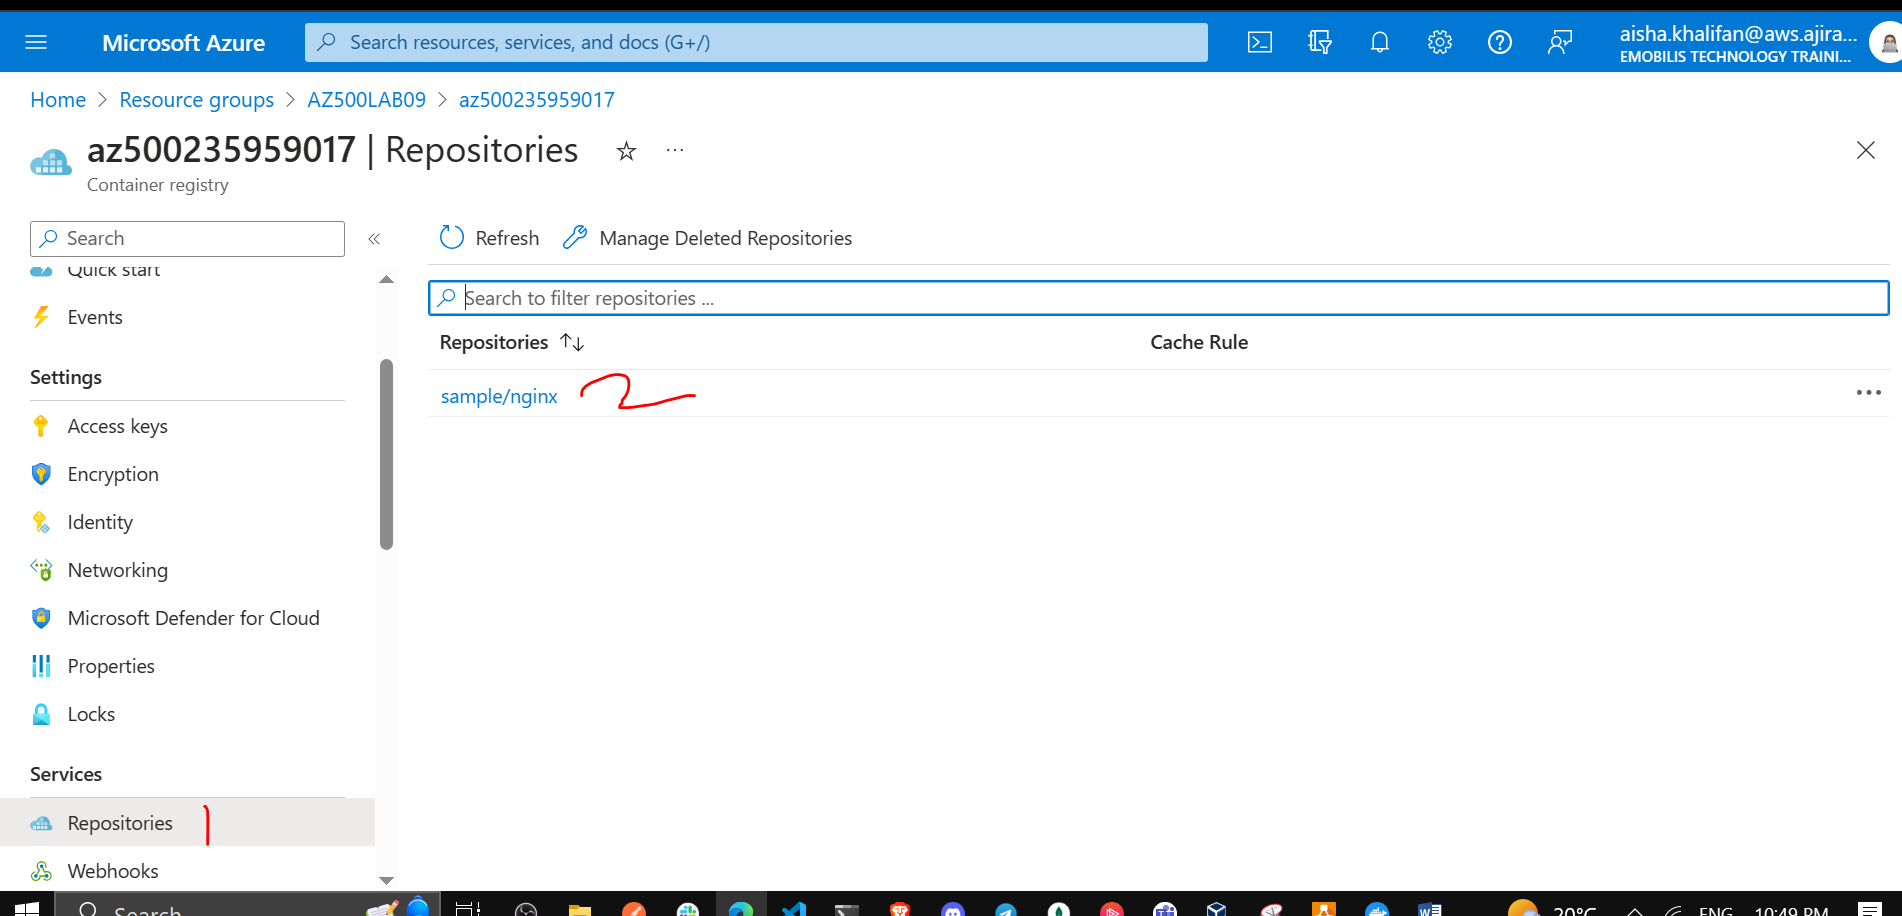 Microsoft Azure
Search resources, services, and docs (G+/)
aisha.khalifan@aws.ajira...
EMOBILIS TECHNOLOGY TRAINI...
Home > Resource groups > AZ500LAB09 > az500235959017
az500235959017 | Repositories
Container registry
Search
Quick start
Events
Settings
Access keys
Encryption
Identity
Networking
Microsoft Defender for Cloud
Properties
Locks
Services
Repositories 1
Webhooks
Refresh
Manage Deleted Repositories
Search to filter repositories ...
Repositories
Cache Rule
sample/nginx 2
Search
20°C
ENG
10:49 PM